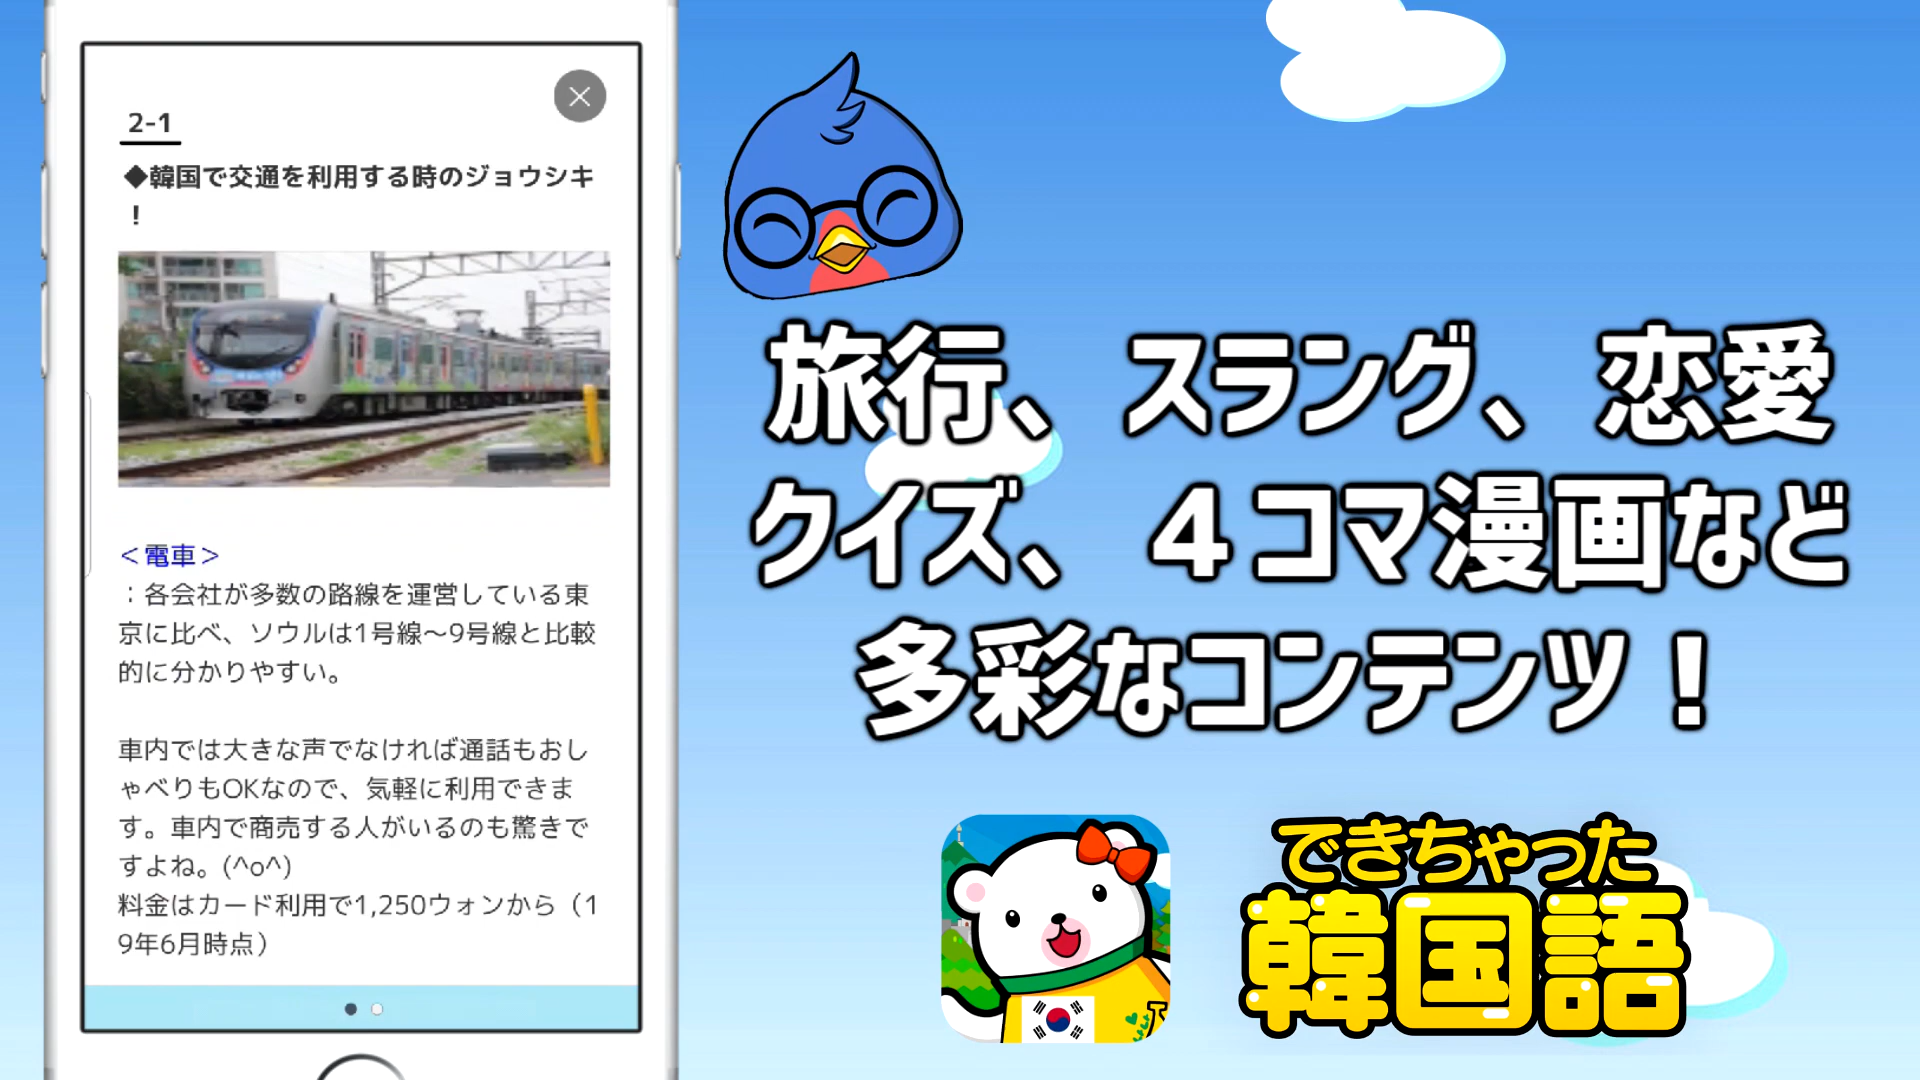 2-1
◆韓国で交通を利用する時のジョウシキ
！
＜電車＞
：各会社が多数の路線を運営している東
京に比べ、ソウルは1号線〜9号線と比較
的に分かりやすい。
車内では大きな声でなければ通話もおし
ゃべりもOKなので、気軽に利用できま
す。車内で商売する人がいるのも驚きで
すよね。(^o^)
料金はカード利用で1,250ウォンから（1
9年6月時点）
旅行、スラング、恋愛
クイズ、４コマ漫画など
多彩なコンテンツ！
できちゃった
韓国語